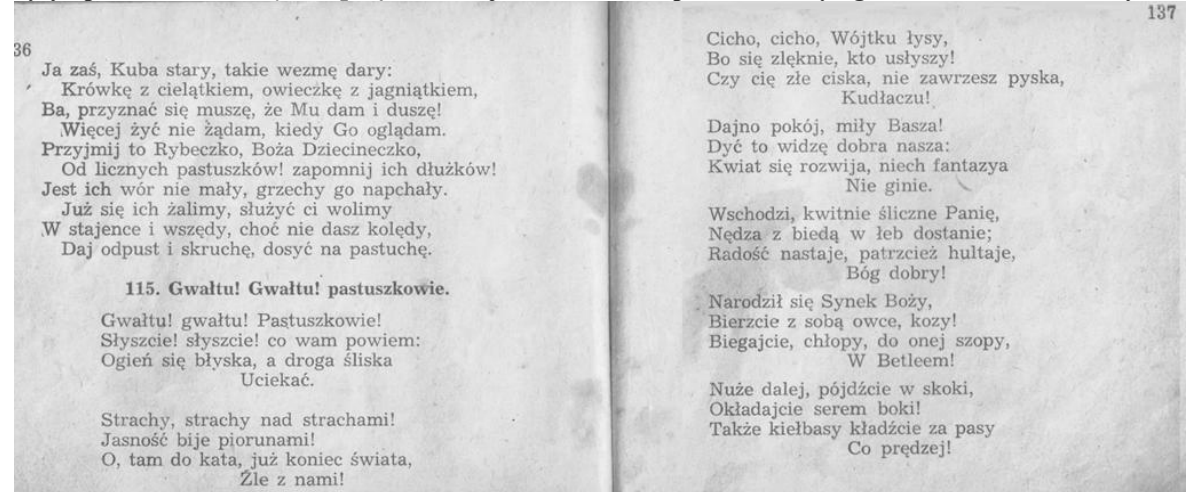 36
Ja zaś, Kuba stary, takie wezmę dary:
Krówkę z cielątkiem, owieczkę z jagniątkiem,
Ba, przyznać się muszę, że Mu dam i duszę!
Więcej żyć nie żądam, kiedy Go oglądam.
Przyjmij to Rybeczko, Boża Dziecineczko,
Od licznych pastuszków! zapomnij ich dłużków!
Jest ich wór nie mały, grzechy go napchały.
Już się ich żalimy, służyć ci wolimy
W stajence i wszędy, choć nie dasz kolędy,
Daj odpust i skruchę, dosyć na pastuchę.
115. Gwałtu! Gwałtu! pastuszkowie.
Gwałtu! gwałtu! Pastuszkowie!
Słyszcie! słyszcie! co wam powiem:
Ogień się błyska, a droga śliska
Uciekać.
Strachy, strachy nad strachami!
Jasność bije piorunami!
O, tam do kata, już koniec świata,
Źle z nami!
137
Cicho, cicho, Wójtku łysy,
Bo się zlęknie, kto usłyszy!
Czy cię złe ciska, nie zawrzesz pyska,
Kudłaczu!
Dajno pokój, miły Basza!
Dyć to widzę dobra nasza:
Kwiat się rozwija, niech fantazya
Nie ginie.
Wschodzi, kwitnie śliczne Panię,
Nędza z biedą w łeb dostanie;
Radość nastaje, patrzcież hultaje,
Bóg dobry!
Narodził się Synek Boży,
Bierzcie z sobą owce, kozy!
Biegajcie, chłopy, do onej szopy,
W Betleem!
Nuże dalej, pójdźcie w skoki,
Okładajcie serem boki!
Także kiełbasy kładźcie za pasy
Co prędzej!